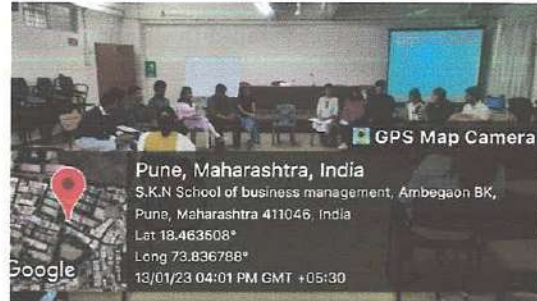 GPS Map Camera
Pune, Maharashtra, India
S.K.N School of business management, Ambegaon BK,
Pune, Maharashtra 411046, India
Lat 18.463508°
Long 73.836788°
13/01/23 04:01 PM GMT +05:30
Google